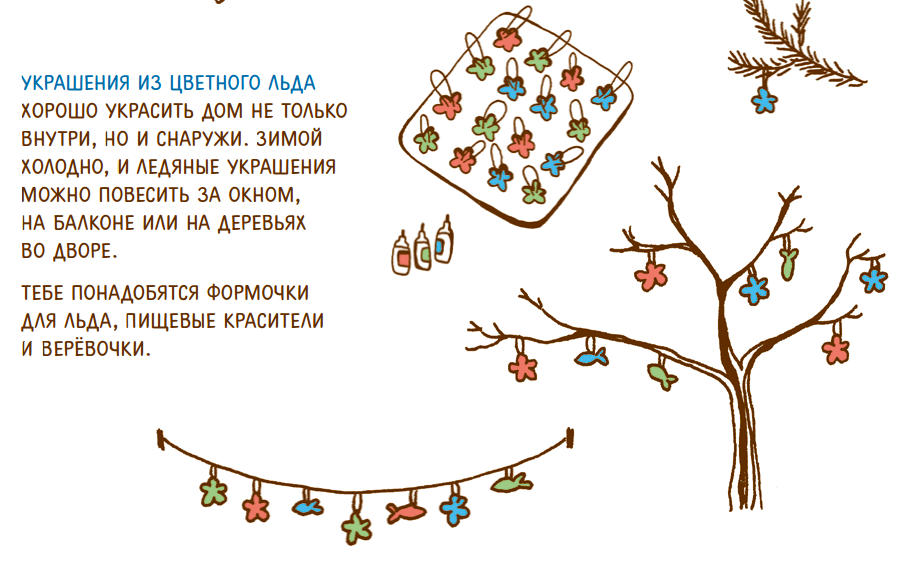 УКРАШЕНИЯ ИЗ ЦВЕТНОГО ЛЬДА
ХОРОШО УКРАСИТЬ ДОМ НЕ ТОЛЬКО
ВНУТРИ, НО И СНАРУЖИ. ЗИМОЙ
ХОЛОДНО, И ЛЕДЯНЫЕ УКРАШЕНИЯ
МОЖНО ПОВЕСИТЬ ЗА ОКНОМ,
НА БАЛКОНЕ ИЛИ НА ДЕРЕВЬЯХ
ВО ДВОРЕ.
ТЕБЕ ПОНАДОБЯТСЯ ФОРМОЧКИ
ДЛЯ ЛЬДА, ПИЩЕВЫЕ КРАСИТЕЛИ
И ВЕРЁВОЧКИ.